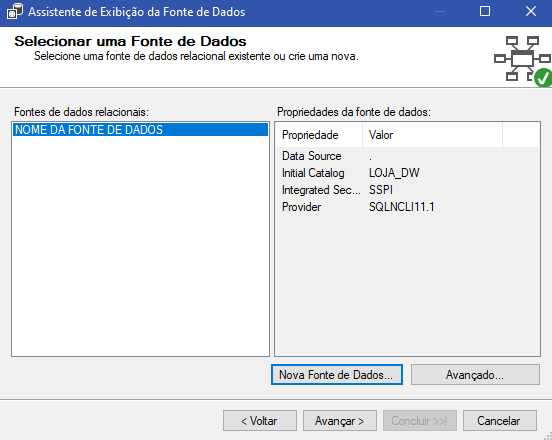 Assistente de Exibição da Fonte de Dados
Selecionar uma Fonte de Dados
Selecione uma fonte de dados relacional existente ou crie uma nova.
Fontes de dados relacionais:
NOME DA FONTE DE DADOS
Propriedades da fonte de dados:
Propriedade Valor
Data Source .
Initial Catalog LOJA_DW
Integrated Sec... SSPI
Provider SQLNCLI11.1
Nova Fonte de Dados... Avançado...
< Voltar Avançar > Concluir >>| Cancelar